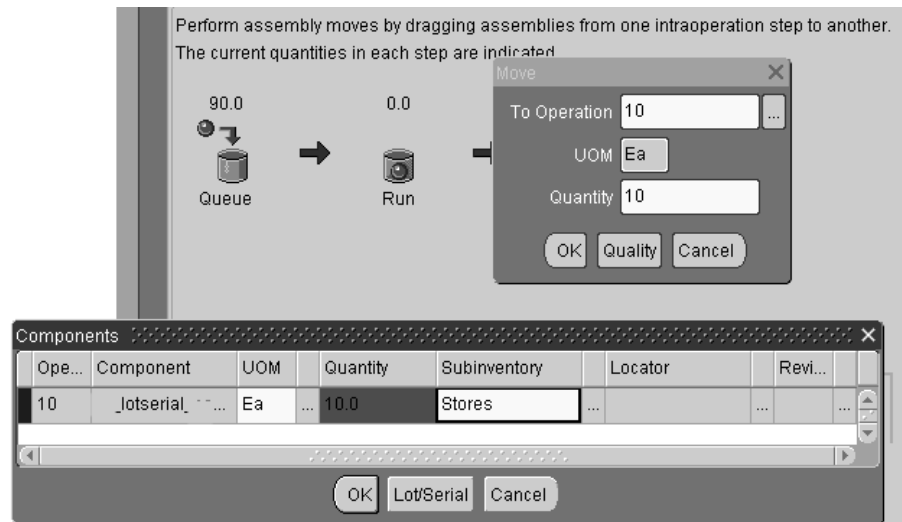 Perform assembly moves by dragging assemblies from one intraoperation step to another.
The current quantities in each step are indicated
90.0 0.0
Queue Run
Move
To Operation 10 ...
UOM Ea
Quantity 10
OK Quality Cancel
Components
Ope... Component UOM Quantity Subinventory Locator Revi...
10 _lotserial_ ... Ea ... 10.0 Stores ... ... ...
OK Lot/Serial Cancel